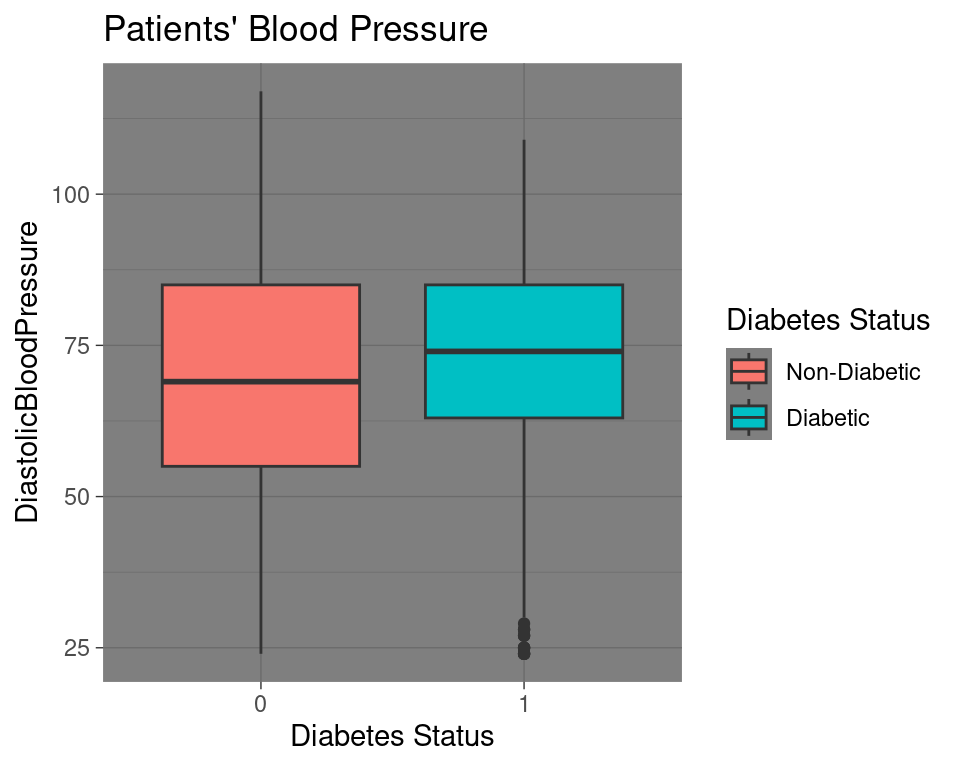 Patients' Blood Pressure
DiastolicBloodPressure
100
75
50
25
0
1
Diabetes Status
Diabetes Status
Non-Diabetic
Diabetic